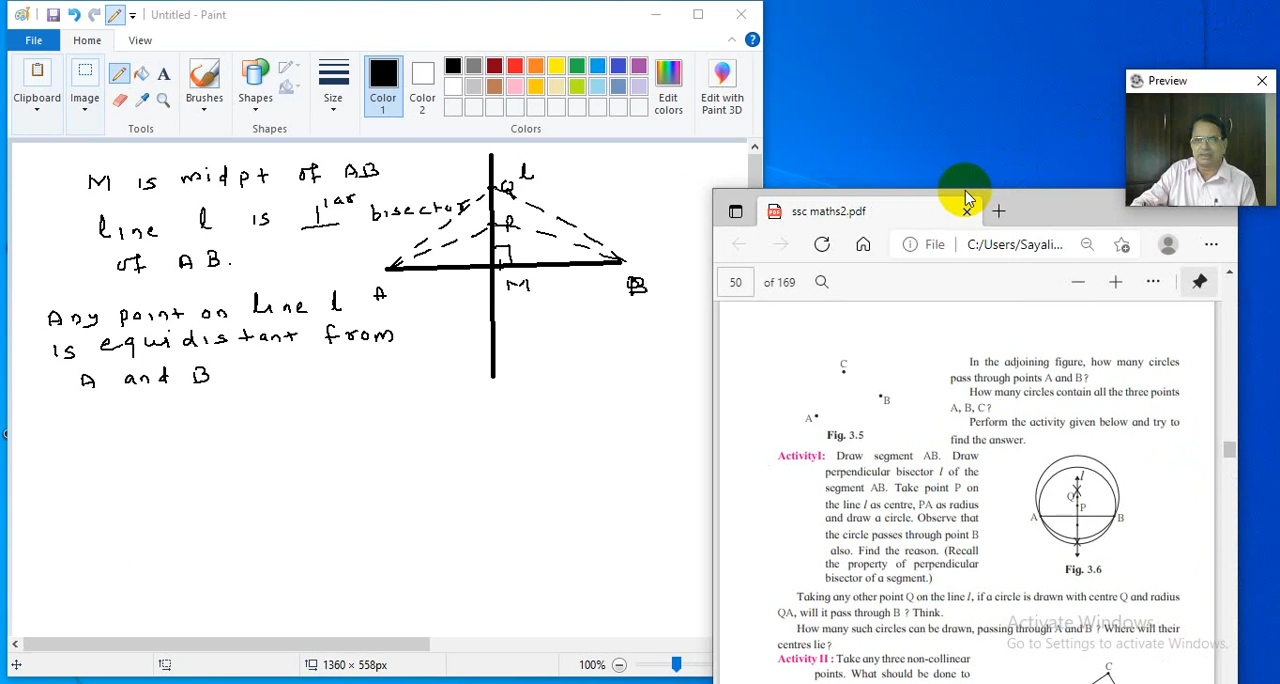 Untitled - Paint
File Home View
Clipboard
Image
Tools
Brushes
Shapes
Shapes
Size
Color 1
Color 2
Colors
Edit colors
Edit with Paint 3D
M is midpt of AB
line l is ⊥lar bisector
of AB.
Any point on line l
is equidistant from
A and B
l
Q
P
A
M
B
1360 × 558px
100%
Preview
ssc maths2.pdf
File C:/Users/Sayali...
50 of 169
C
B
A
Fig. 3.5
In the adjoining figure, how many circles
pass through points A and B?
How many circles contain all the three points
A, B, C?
Perform the activity given below and try to
find the answer.
Activity I: Draw segment AB. Draw
perpendicular bisector l of the
segment AB. Take point P on
the line l as centre, PA as radius
and draw a circle. Observe that
the circle passes through point B
also. Find the reason. (Recall
the property of perpendicular
bisector of a segment.)
l
Q
P
A
B
Fig. 3.6
Taking any other point Q on the line l, if a circle is drawn with centre Q and radius
QA, will it pass through B ? Think.
How many such circles can be drawn, passing through A and B ? Where will their
centres lie?
Activity II : Take any three non-collinear
points. What should be done to
C
Activate Windows
Go to Settings to activate Windows.